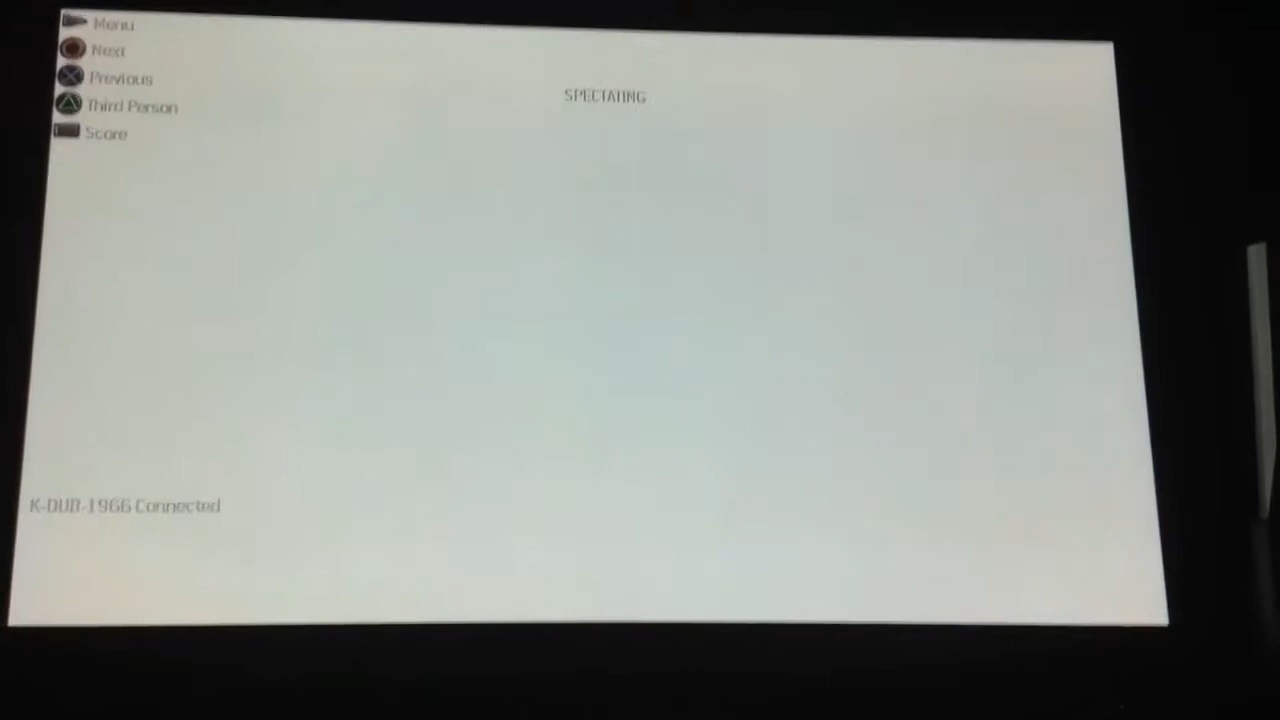 Menu
Next
Previous
Third Person
Score
SPECTATING
K-DUB-1966 Connected